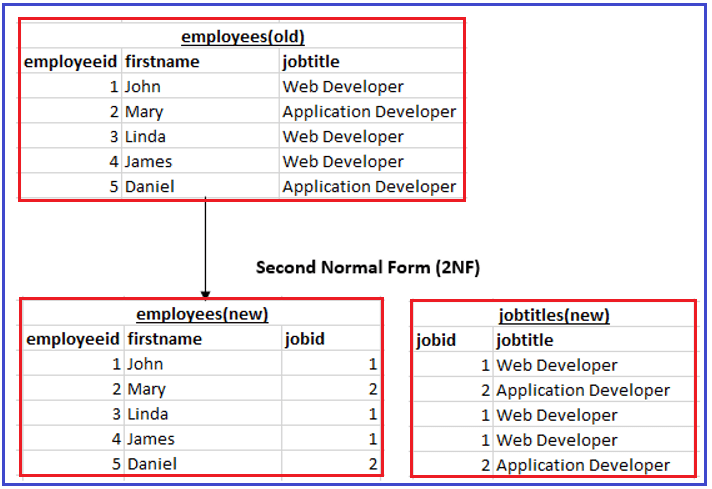 employees(old)
employeeid firstname jobtitle
1 John Web Developer
2 Mary Application Developer
3 Linda Web Developer
4 James Web Developer
5 Daniel Application Developer
Second Normal Form (2NF)
employees(new)
employeeid firstname jobid
1 John 1
2 Mary 2
3 Linda 1
4 James 1
5 Daniel 2
jobtitles(new)
jobid jobtitle
1 Web Developer
2 Application Developer
1 Web Developer
1 Web Developer
2 Application Developer